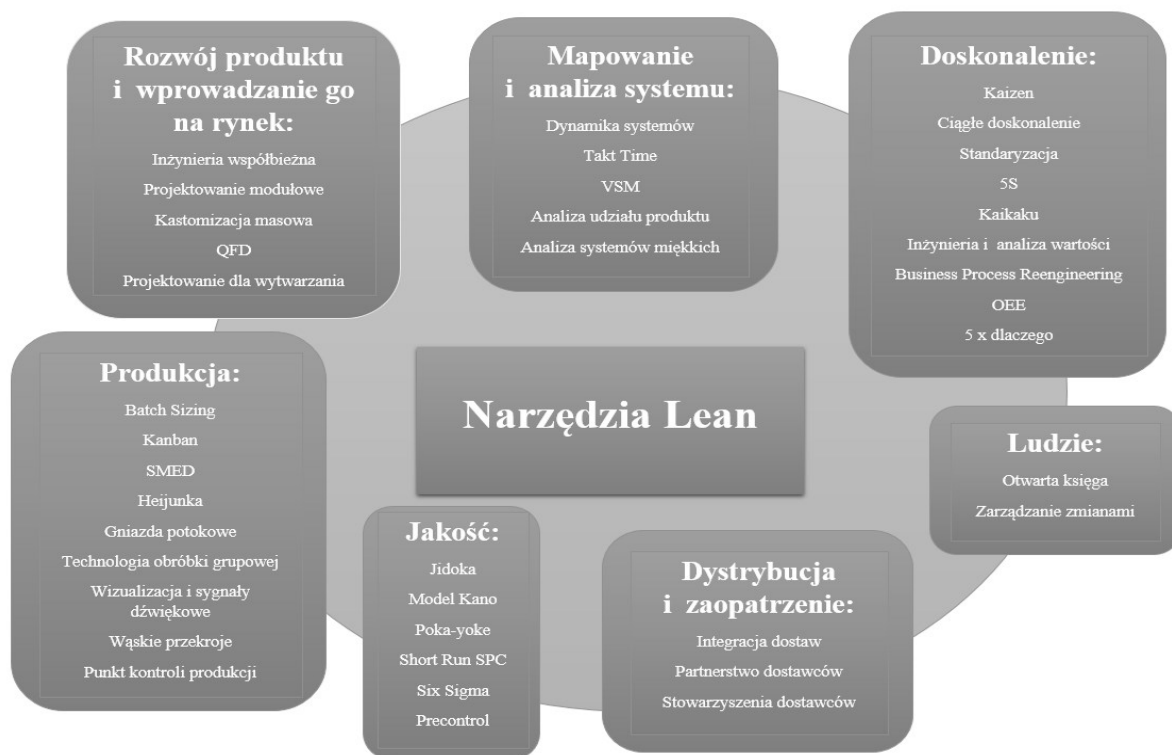 Rozwój produktu
i wprowadzanie go
na rynek:
Inżynieria współbieżna
Projektowanie modułowe
Kastomizacja masowa
QFD
Projektowanie dla wytwarzania
Mapowanie
i analiza systemu:
Dynamika systemów
Takt Time
VSM
Analiza udziału produktu
Analiza systemów miękkich
Doskonalenie:
Kaizen
Ciągłe doskonalenie
Standaryzacja
5S
Kaikaku
Inżynieria i analiza wartości
Business Process Reengineering
OEE
5 x dlaczego
Produkcja:
Batch Sizing
Kanban
SMED
Heijunka
Gniazda potokowe
Technologia obróbki grupowej
Wizualizacja i sygnały
dźwiękowe
Wąskie przekroje
Punkt kontroli produkcji
Narzędzia Lean
Ludzie:
Otwarta księga
Zarządzanie zmianami
Jakość:
Jidoka
Model Kano
Poka-yoke
Short Run SPC
Six Sigma
Precontrol
Dystrybucja
i zaopatrzenie:
Integracja dostaw
Partnerstwo dostawców
Stowarzyszenia dostawców